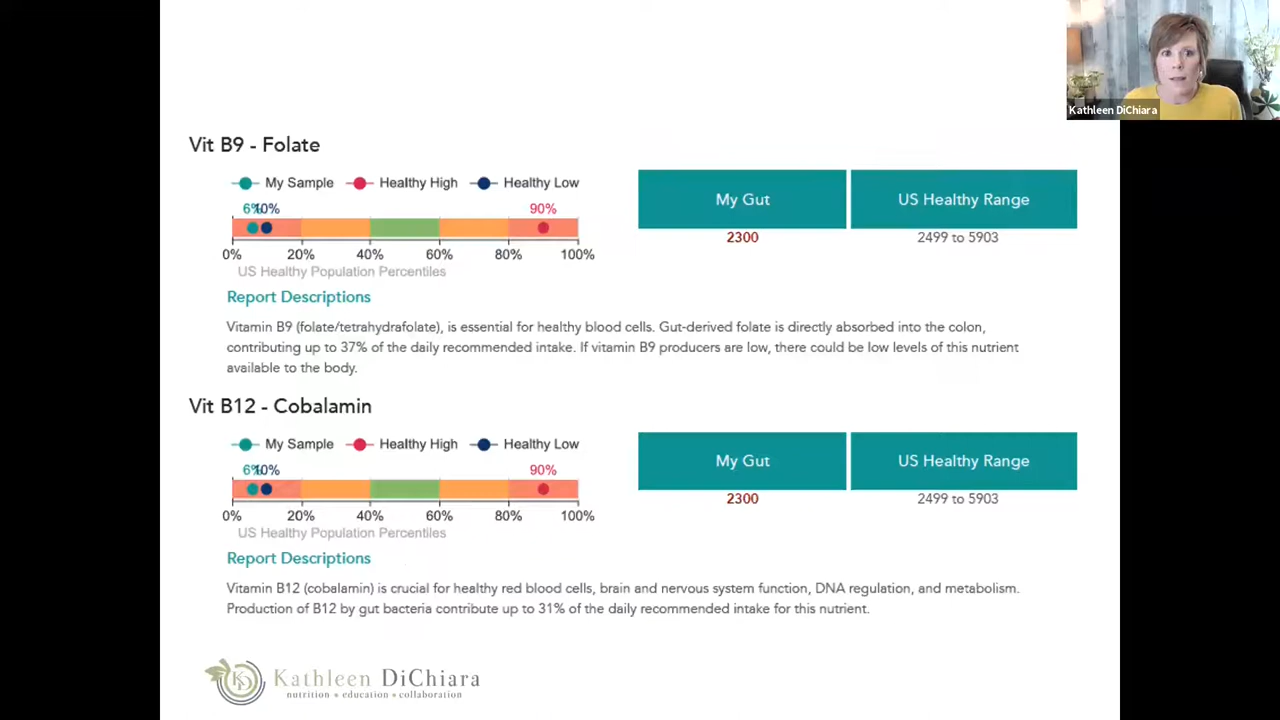 Kathleen DiChiara
Vit B9 - Folate
My Sample Healthy High Healthy Low
6% 10% 90%
0% 20% 40% 60% 80% 100%
US Healthy Population Percentiles
My Gut US Healthy Range
2300 2499 to 5903
Report Descriptions
Vitamin B9 (folate/tetrahydrafolate), is essential for healthy blood cells. Gut-derived folate is directly absorbed into the colon,
contributing up to 37% of the daily recommended intake. If vitamin B9 producers are low, there could be low levels of this nutrient
available to the body.
Vit B12 - Cobalamin
My Sample Healthy High Healthy Low
6% 10% 90%
0% 20% 40% 60% 80% 100%
US Healthy Population Percentiles
My Gut US Healthy Range
2300 2499 to 5903
Report Descriptions
Vitamin B12 (cobalamin) is crucial for healthy red blood cells, brain and nervous system function, DNA regulation, and metabolism.
Production of B12 by gut bacteria contribute up to 31% of the daily recommended intake for this nutrient.
KD Kathleen DiChiara
nutrition • education • collaboration